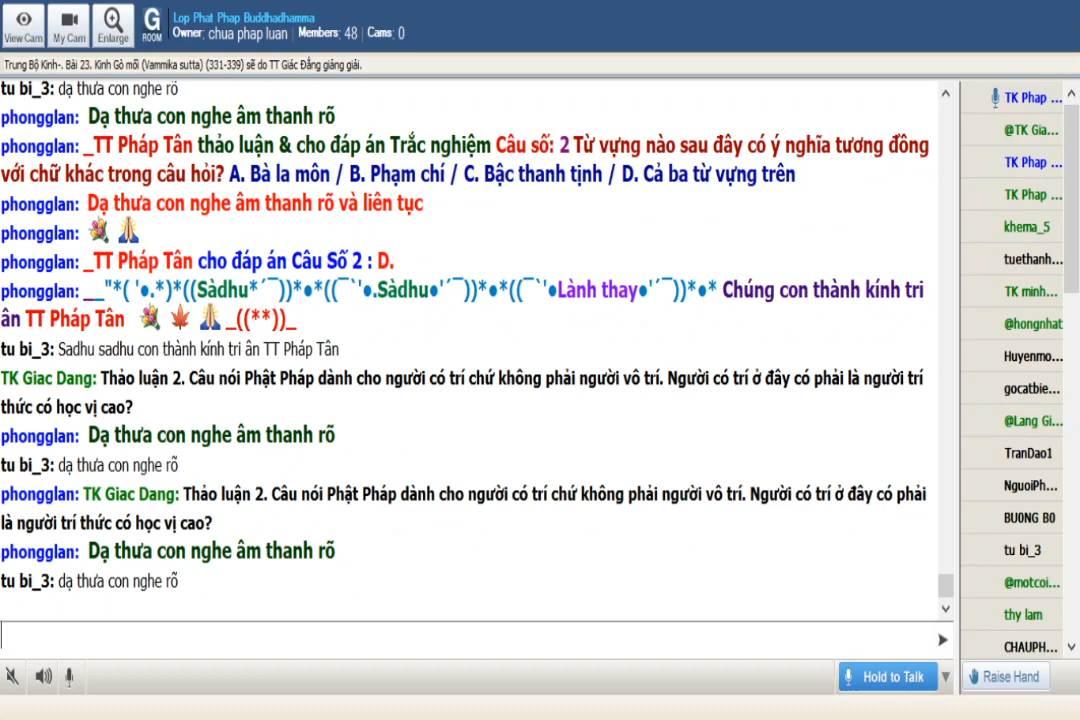 View Cam
My Cam
Enlarge
G
ROOM
Lop Phat Phap Buddhadhamma
Owner: chua phap luan | Members: 48 | Cams: 0
Trung Bộ Kinh-. Bài 23. Kinh Gò mối (Vammika sutta) (331-339) sẽ do TT Giác Đẳng giảng giải.
tu bi_3: dạ thưa con nghe rõ
phongglan: Dạ thưa con nghe âm thanh rõ
phongglan: _TT Pháp Tân thảo luận & cho đáp án Trắc nghiệm Câu số: 2 Từ vựng nào sau đây có ý nghĩa tương đồng
với chữ khác trong câu hỏi? A. Bà la môn / B. Phạm chí / C. Bậc thanh tịnh / D. Cả ba từ vựng trên
phongglan: Dạ thưa con nghe âm thanh rõ và liên tục
phongglan:
phongglan: _TT Pháp Tân cho đáp án Câu Số 2 : D.
phongglan: __"*( '●.*)*((Sàdhu*´¯))*●*((¯`'●.Sàdhu●'´¯))*●*((¯`'●Lành thay●'´¯))*●* Chúng con thành kính tri
ân TT Pháp Tân _((**))_
tu bi_3: Sadhu sadhu con thành kính tri ân TT Pháp Tân
TK Giac Dang: Thảo luận 2. Câu nói Phật Pháp dành cho người có trí chứ không phải người vô trí. Người có trí ở đây có phải là người trí
thức có học vị cao?
phongglan: Dạ thưa con nghe âm thanh rõ
tu bi_3: dạ thưa con nghe rõ
phongglan: TK Giac Dang: Thảo luận 2. Câu nói Phật Pháp dành cho người có trí chứ không phải người vô trí. Người có trí ở đây có phải
là người trí thức có học vị cao?
phongglan: Dạ thưa con nghe âm thanh rõ
tu bi_3: dạ thưa con nghe rõ
Hold to Talk
TK Phap ...
@TK Gia...
TK Phap ...
TK Phap ...
khema_5
tuethanh...
TK minh...
@hongnhat
Huyenmo...
gocatbie...
@Lang Gi...
TranDao1
NguoiPh...
BU0NG B0
tu bi_3
@motcoi...
thy lam
CHAUPH...
Raise Hand